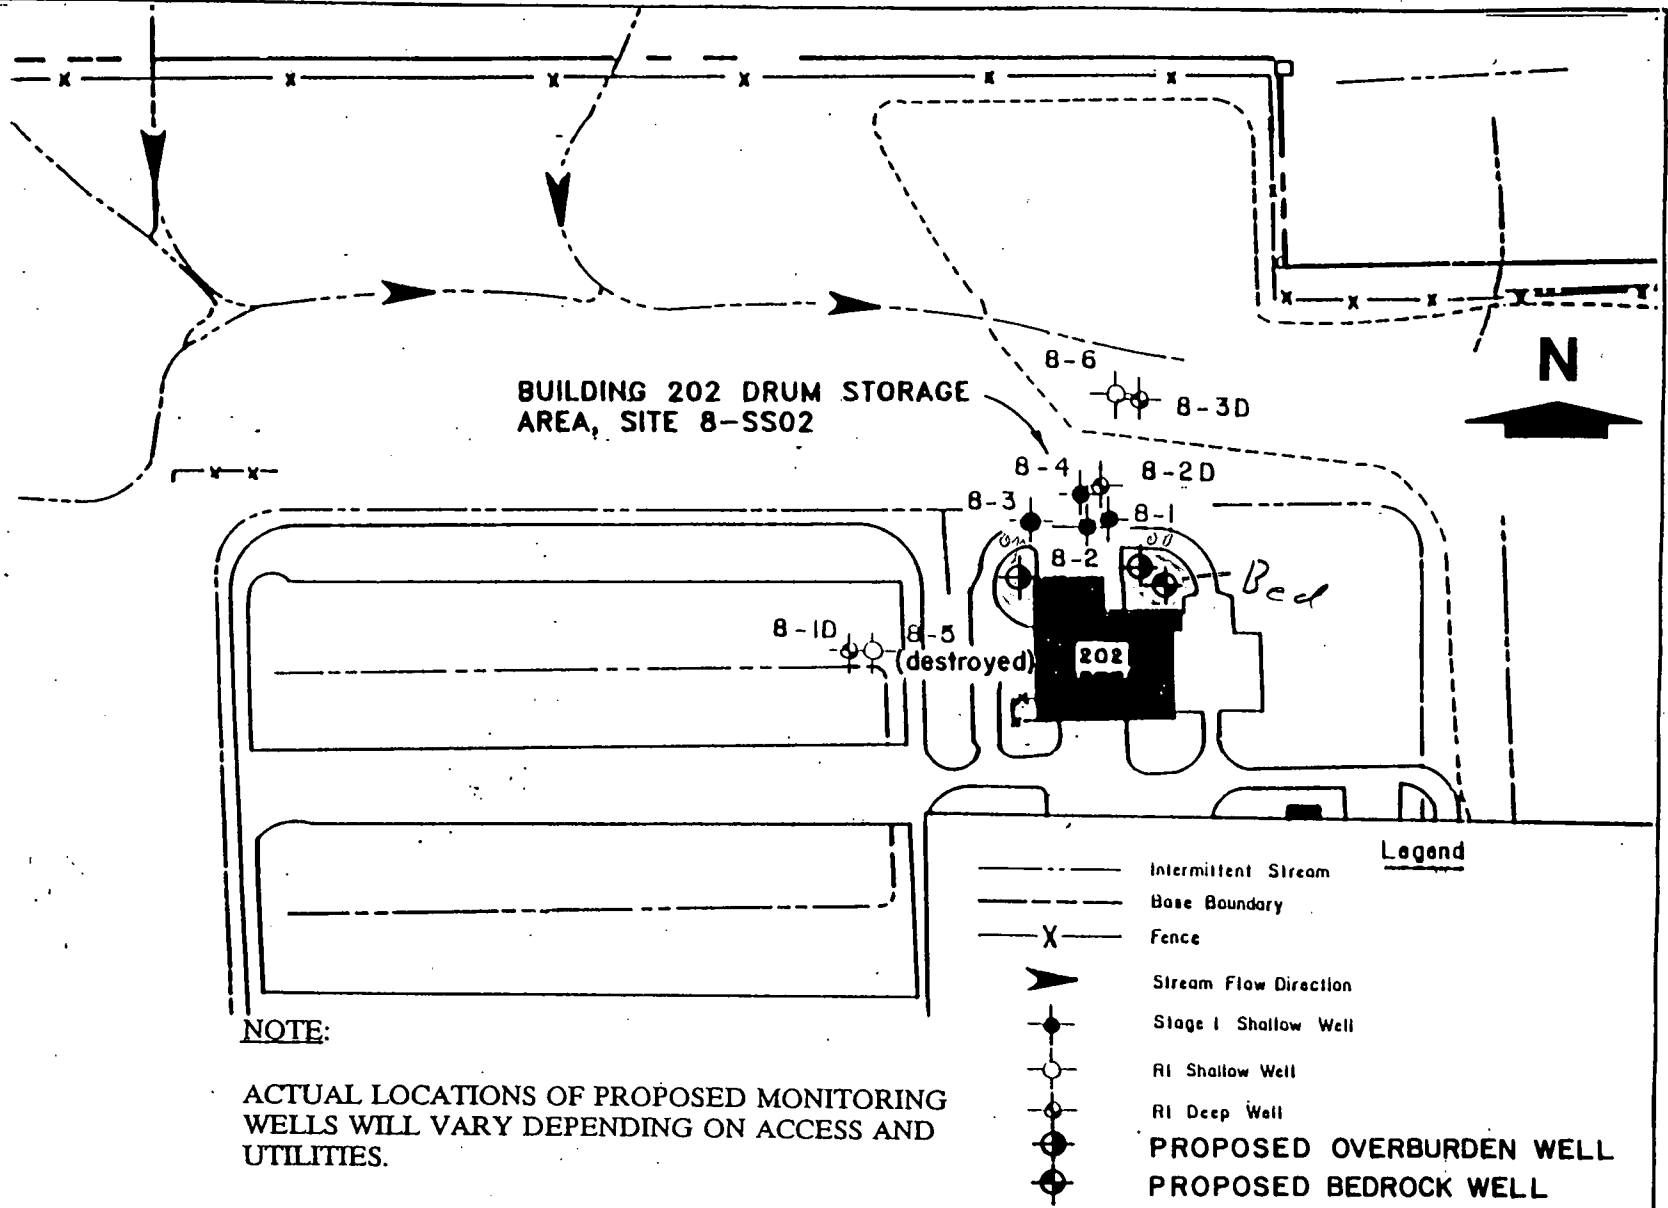 N
8-6
8-3D
BUILDING 202 DRUM STORAGE
AREA, SITE 8-SS02
8-4
8-2D
8-3
8-1
8-2
Bed
8-1D
8-5
(destroyed)
202
Legend
Intermittent Stream
Base Boundary
X Fence
Stream Flow Direction
Stage 1 Shallow Well
RI Shallow Well
RI Deep Well
PROPOSED OVERBURDEN WELL
PROPOSED BEDROCK WELL
NOTE:
ACTUAL LOCATIONS OF PROPOSED MONITORING
WELLS WILL VARY DEPENDING ON ACCESS AND
UTILITIES.